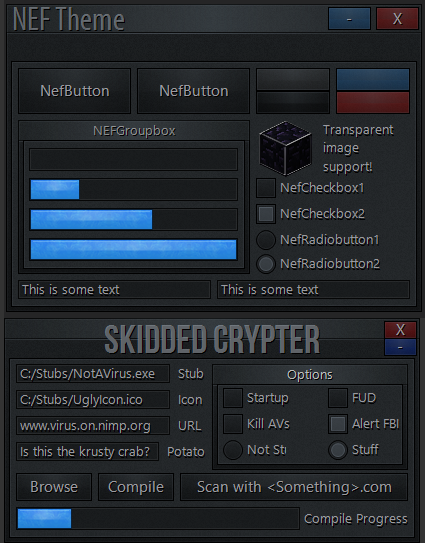 NEF Theme
- X
NefButton NefButton
NEFGroupbox
Transparent
image
support!
NefCheckbox1
NefCheckbox2
NefRadiobutton1
NefRadiobutton2
This is some text This is some text
SKIDDED CRYPTER
X
-
C:/Stubs/NotAVirus.exe Stub
C:/Stubs/UglyIcon.ico Icon
www.virus.on.nimp.org URL
Is this the krusty crab? Potato
Options
Startup FUD
Kill AVs Alert FBI
Not Stu Stuff
Browse Compile Scan with <Something>.com
Compile Progress